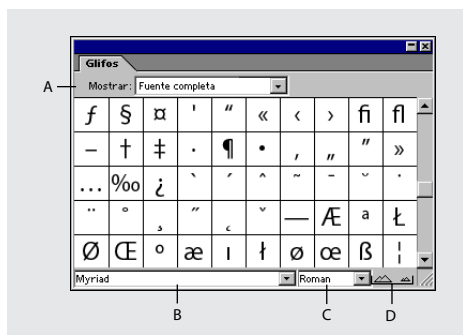 Glifos
A
Mostrar: Fuente completa
ƒ § ¤ ' “ « ‹ › fi fl
– † ‡ · ¶ • ‚ „ ” »
… ‰ ¿ ` ´ ˆ ˜ ¯ ˘ ˙
¨ ° ¸ ˝ ˛ ˇ — Æ ª Ł
Ø Œ º æ ı ł ø œ ß ¦
Myriad Roman
B C D